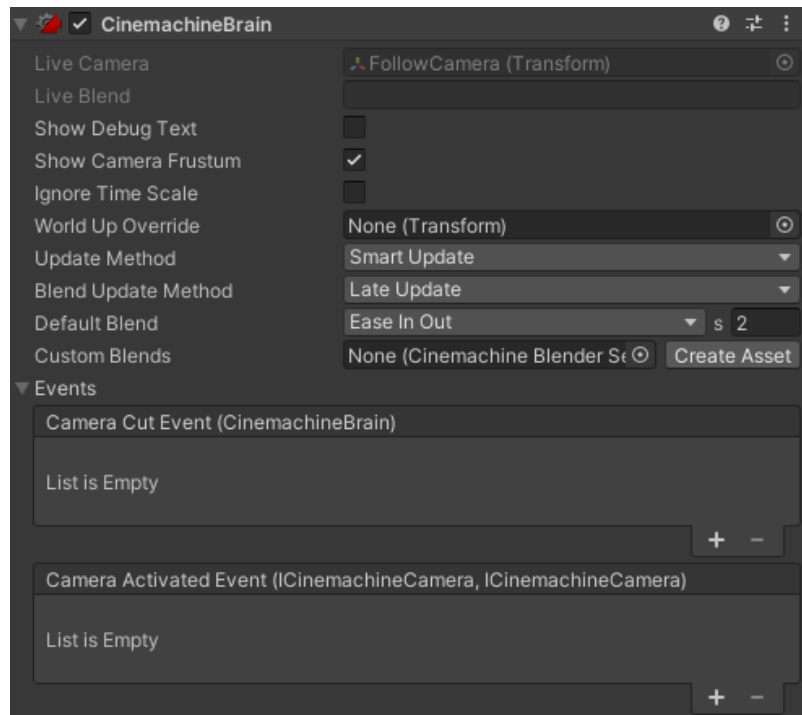 CinemachineBrain
Live Camera FollowCamera (Transform)
Live Blend
Show Debug Text
Show Camera Frustum
Ignore Time Scale
World Up Override None (Transform)
Update Method Smart Update
Blend Update Method Late Update
Default Blend Ease In Out s 2
Custom Blends None (Cinemachine Blender Se Create Asset
Events
Camera Cut Event (CinemachineBrain)
List is Empty
+ −
Camera Activated Event (ICinemachineCamera, ICinemachineCamera)
List is Empty
+ −